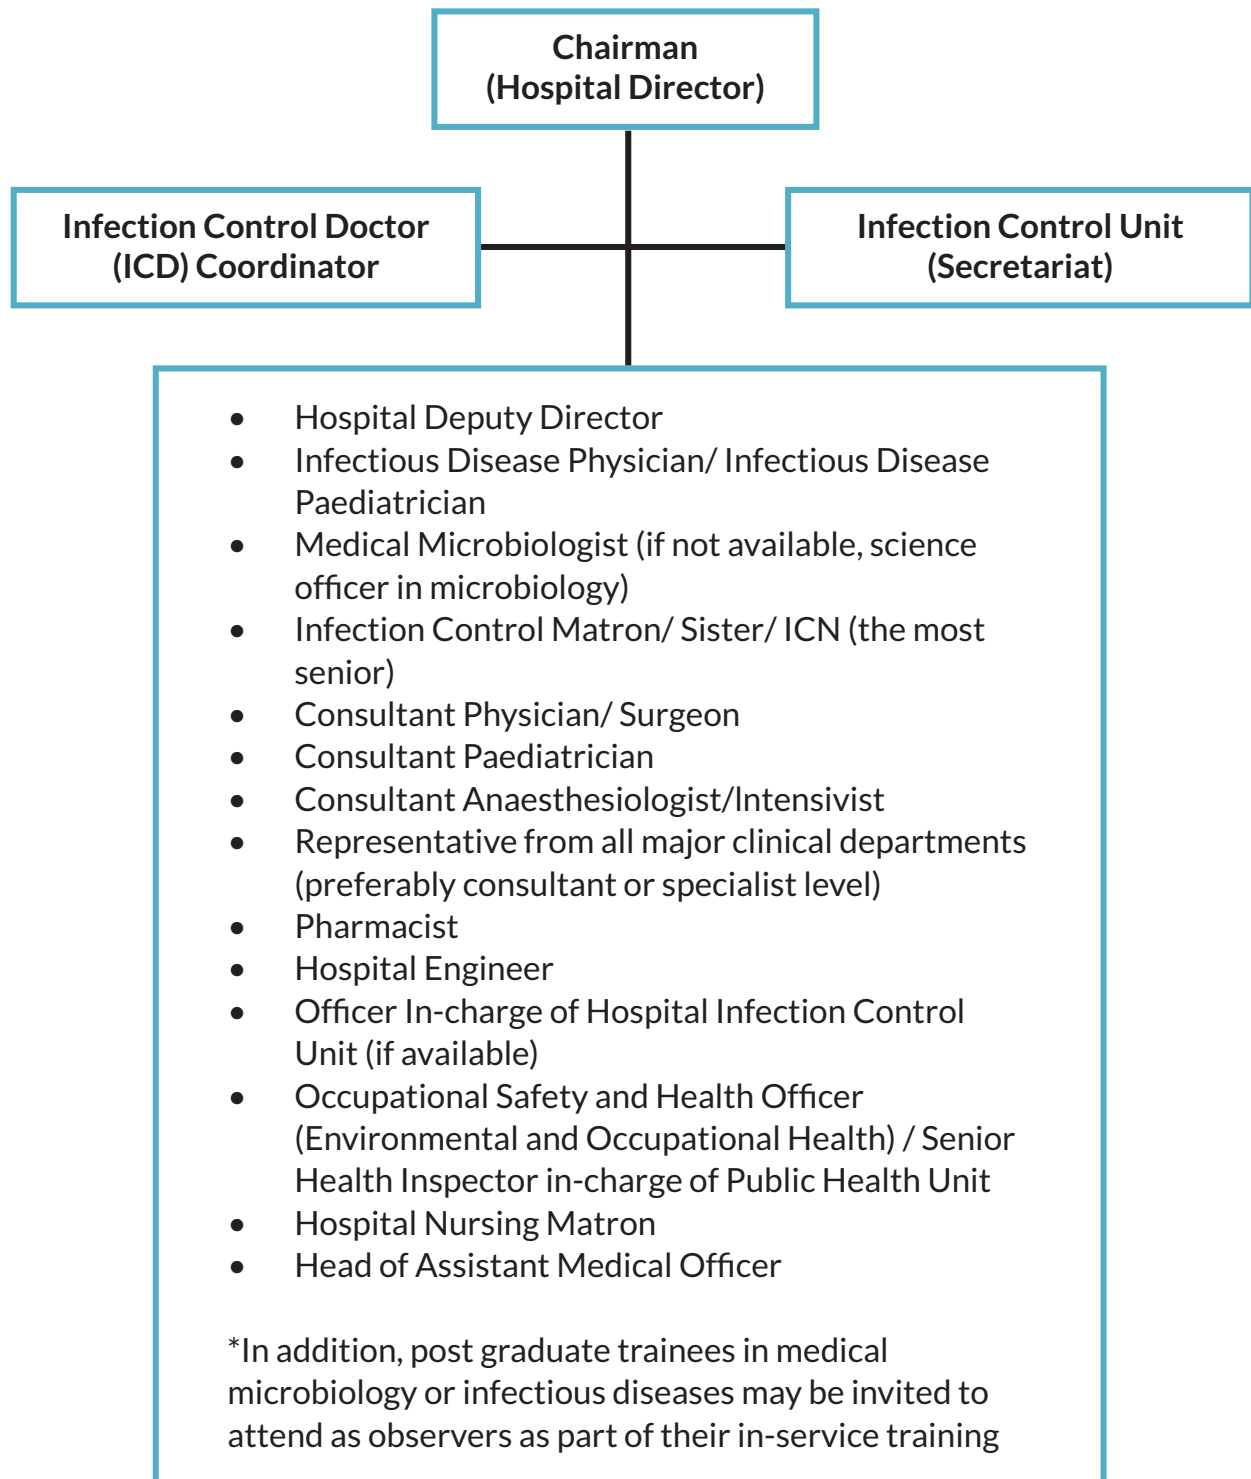 Chairman
(Hospital Director)
Infection Control Doctor
(ICD) Coordinator
Infection Control Unit
(Secretariat)
• Hospital Deputy Director
• Infectious Disease Physician/ Infectious Disease
Paediatrician
• Medical Microbiologist (if not available, science
officer in microbiology)
• Infection Control Matron/ Sister/ ICN (the most
senior)
• Consultant Physician/ Surgeon
• Consultant Paediatrician
• Consultant Anaesthesiologist/Intensivist
• Representative from all major clinical departments
(preferably consultant or specialist level)
• Pharmacist
• Hospital Engineer
• Officer In-charge of Hospital Infection Control
Unit (if available)
• Occupational Safety and Health Officer
(Environmental and Occupational Health) / Senior
Health Inspector in-charge of Public Health Unit
• Hospital Nursing Matron
• Head of Assistant Medical Officer
*In addition, post graduate trainees in medical
microbiology or infectious diseases may be invited to
attend as observers as part of their in-service training